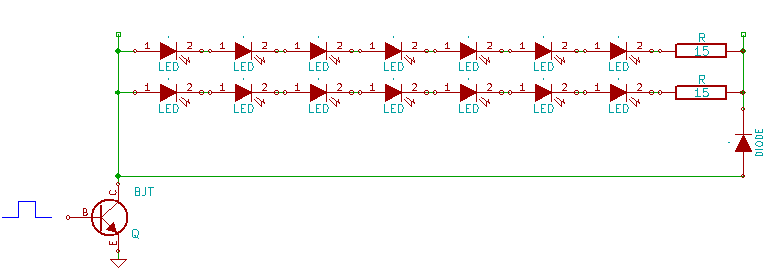 1 2 1 2 1 2 1 2 1 2 1 2 1 2 R
15
LED LED LED LED LED LED LED
1 2 1 2 1 2 1 2 1 2 1 2 1 2 R
15
LED LED LED LED LED LED LED
DIODE
C BJT
B
Q
E